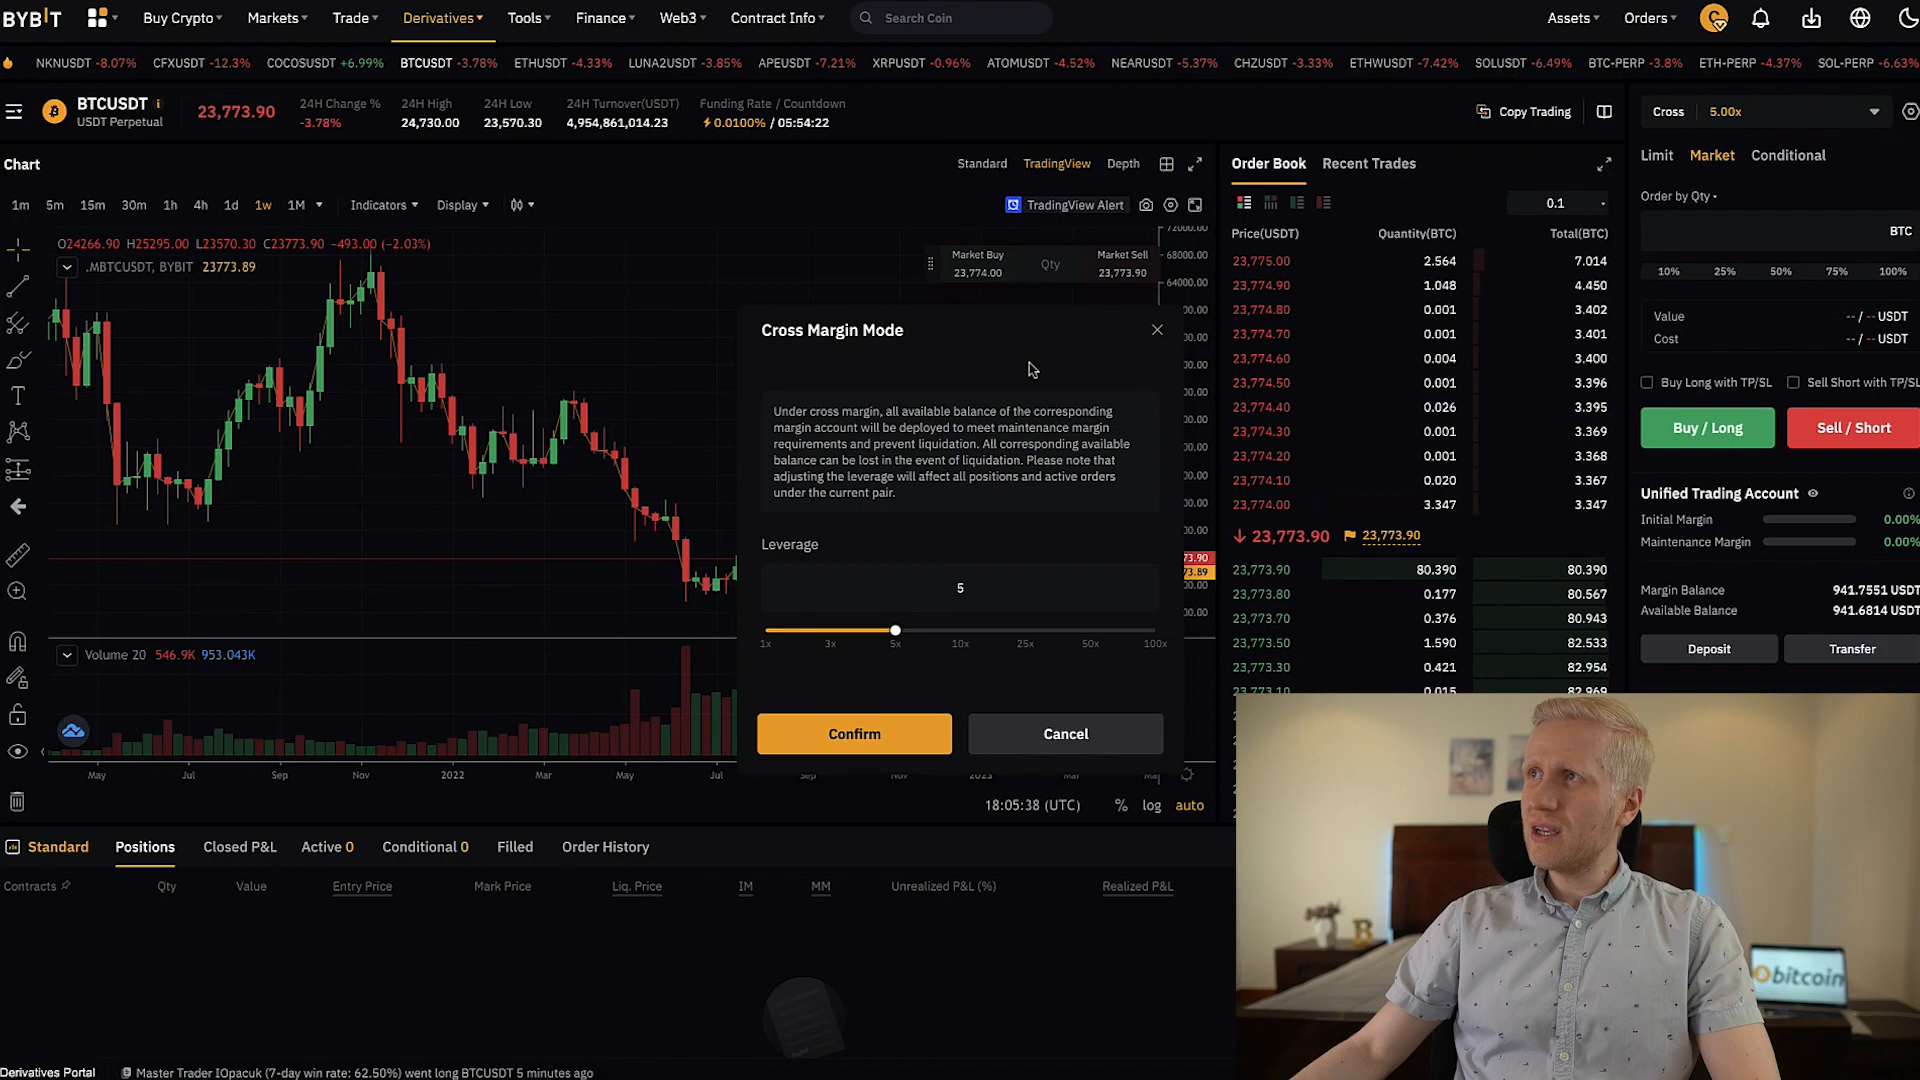 BYBIT Buy Crypto Markets Trade Derivatives Tools Finance Web3 Contract Info Search Coin Assets Orders
NKNUSDT -8.07% CFXUSDT -12.3% COCOSUSDT +6.99% BTCUSDT -3.78% ETHUSDT -4.33% LUNA2USDT -3.85% APEUSDT -7.21% XRPUSDT -0.96% ATOMUSDT -4.52% NEARUSDT -5.37% CHZUSDT -3.33% ETHWUSDT -7.42% SOLUSDT -6.49% BTC-PERP -3.8% ETH-PERP -4.37% SOL-PERP -6.63%
BTCUSDT
USDT Perpetual
23,773.90
24H Change % 24H High 24H Low 24H Turnover(USDT) Funding Rate / Countdown
-3.78% 24,730.00 23,570.30 4,954,861,014.23 0.0100% / 05:54:22
Copy Trading
Cross 5.00x
Chart Standard TradingView Depth
1m 5m 15m 30m 1h 4h 1d 1w 1M Indicators Display TradingView Alert
O24266.90 H25295.00 L23570.30 C23773.90 -493.00 (-2.03%)
.MBTCUSDT, BYBIT 23773.89
Market Buy Qty Market Sell
23,774.00 23,773.90
72000.00
68000.00
64000.00
Cross Margin Mode
Under cross margin, all available balance of the corresponding
margin account will be deployed to meet maintenance margin
requirements and prevent liquidation. All corresponding available
balance can be lost in the event of liquidation. Please note that
adjusting the leverage will affect all positions and active orders
under the current pair.
Leverage
5
1x 3x 5x 10x 25x 50x 100x
Confirm Cancel
Volume 20 546.9K 953.043K
May Jul Sep Nov 2022 Mar May Jul Sep Nov 2023 Mar
18:05:38 (UTC) % log auto
Order Book Recent Trades
0.1
Price(USDT) Quantity(BTC) Total(BTC)
23,775.00 2.564 7.014
23,774.90 1.048 4.450
23,774.80 0.001 3.402
23,774.70 0.001 3.401
23,774.60 0.004 3.400
23,774.50 0.001 3.396
23,774.40 0.026 3.395
23,774.30 0.001 3.369
23,774.20 0.001 3.368
23,774.10 0.020 3.367
23,774.00 3.347 3.347
23,773.90 23,773.90
23,773.90 80.390 80.390
23,773.80 0.177 80.567
23,773.70 0.376 80.943
23,773.50 1.590 82.533
23,773.30 0.421 82.954
23,773.10 0.015 82.969
Limit Market Conditional
Order by Qty
BTC
10% 25% 50% 75% 100%
Value -- / -- USDT
Cost -- / -- USDT
Buy Long with TP/SL Sell Short with TP/SL
Buy / Long Sell / Short
Unified Trading Account
Initial Margin 0.00%
Maintenance Margin 0.00%
Margin Balance 941.7551 USDT
Available Balance 941.6814 USDT
Deposit Transfer
Standard Positions Closed P&L Active 0 Conditional 0 Filled Order History
Contracts Qty Value Entry Price Mark Price Liq. Price IM MM Unrealized P&L (%) Realized P&L
bitcoin
Derivatives Portal Master Trader IOpacuk (7-day win rate: 62.50%) went long BTCUSDT 5 minutes ago